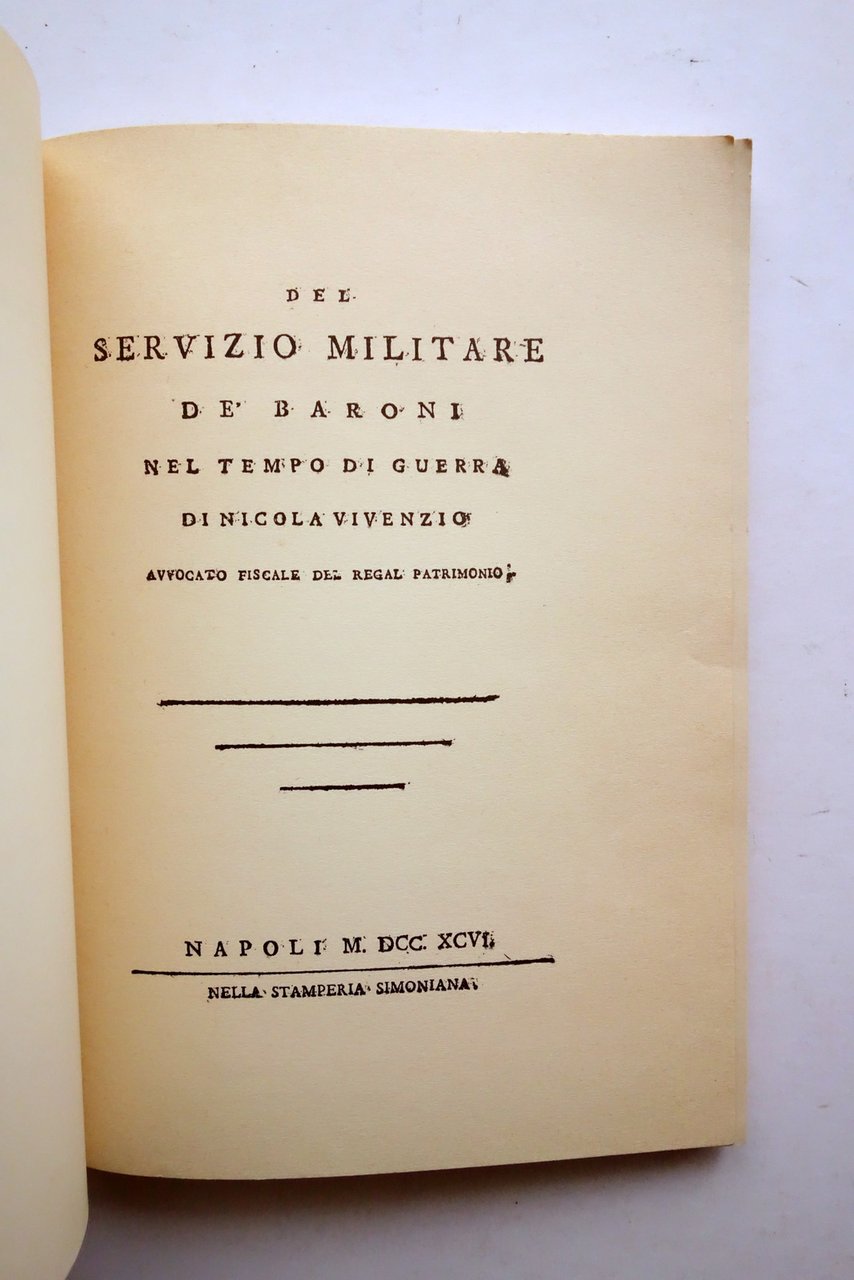 DEL
SERVIZIO MILITARE
DE' BARONI
NEL TEMPO DI GUERRA
DI NICOLA VIVENZIO
AVVOCATO FISCALE DEL REGAL PATRIMONIO;
NAPOLI M. DCC. XCVI.
NELLA STAMPERIA SIMONIANA.